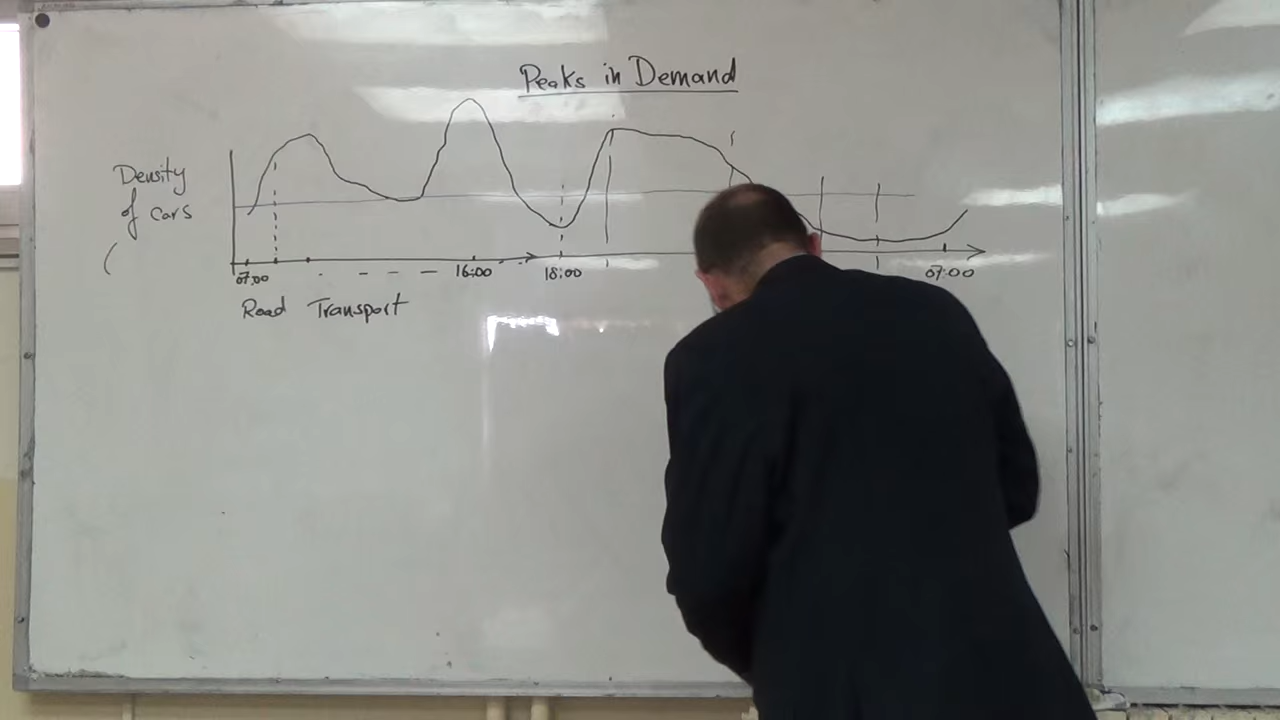 Peaks in Demand
Density
of cars
(
07:00
16:00
18:00
07:00
Road Transport